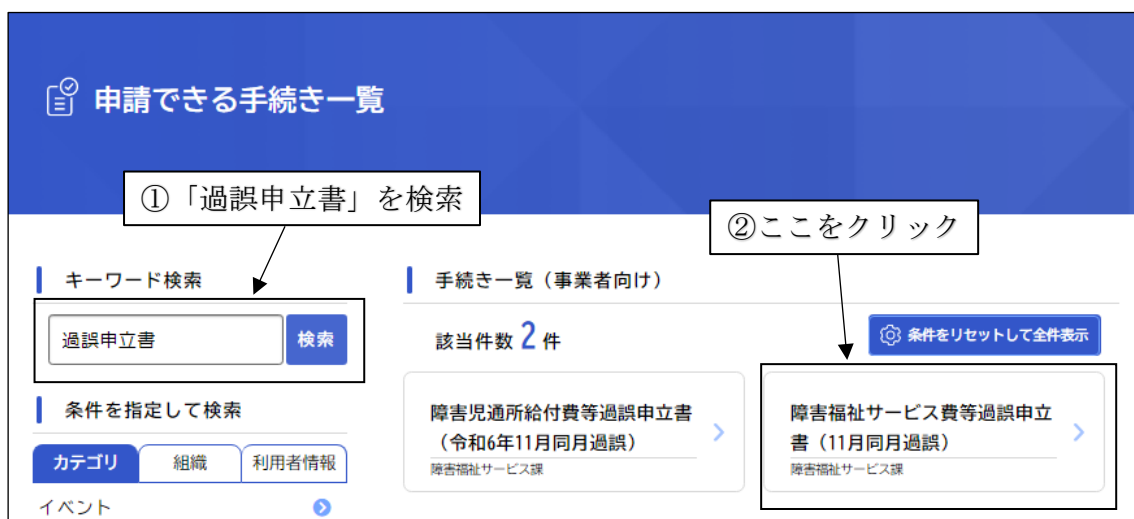 申請できる手続き一覧
①「過誤申立書」を検索
②ここをクリック
キーワード検索
過誤申立書
検索
条件を指定して検索
カテゴリ
組織
利用者情報
イベント
手続き一覧（事業者向け）
該当件数 2 件
条件をリセットして全件表示
障害児通所給付費等過誤申立書
（令和6年11月同月過誤）
障害福祉サービス課
障害福祉サービス費等過誤申立
書（11月同月過誤）
障害福祉サービス課